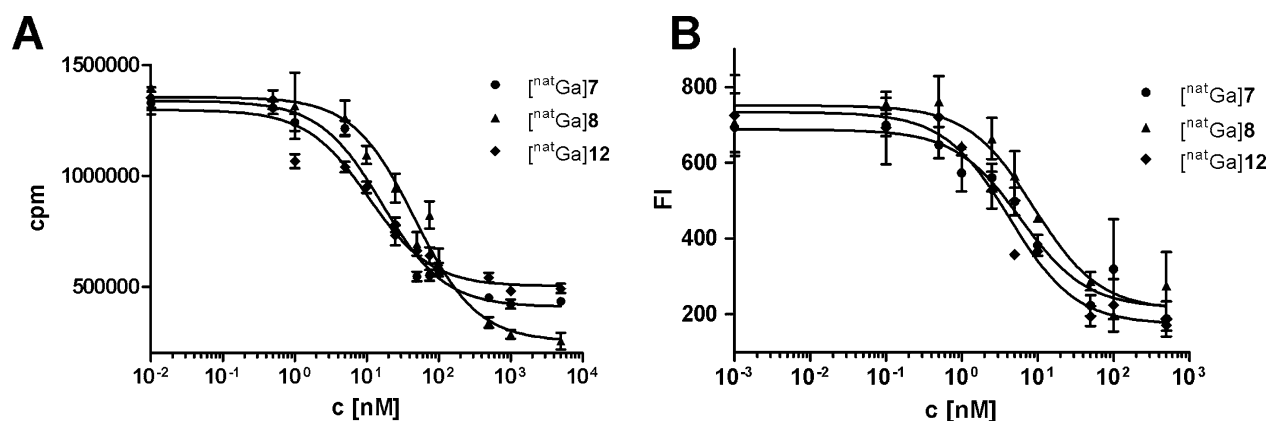 A
cpm
1500000
1000000
500000
10⁻² 10⁻¹ 10⁰ 10¹ 10² 10³ 10⁴
c [nM]
[ⁿᵃᵗGa]7
[ⁿᵃᵗGa]8
[ⁿᵃᵗGa]12
B
FI
800
600
400
200
10⁻³ 10⁻² 10⁻¹ 10⁰ 10¹ 10² 10³
c [nM]
[ⁿᵃᵗGa]7
[ⁿᵃᵗGa]8
[ⁿᵃᵗGa]12